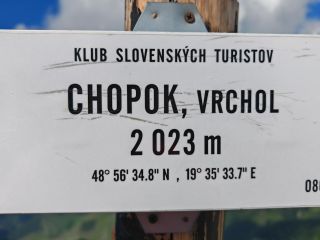 KLUB SLOVENSKÝCH TURISTOV
CHOPOK, VRCHOL
2 023 m
48° 56' 34.8" N , 19° 35' 33.7" E